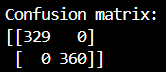 Confusion matrix:
[[329   0]
 [  0 360]]